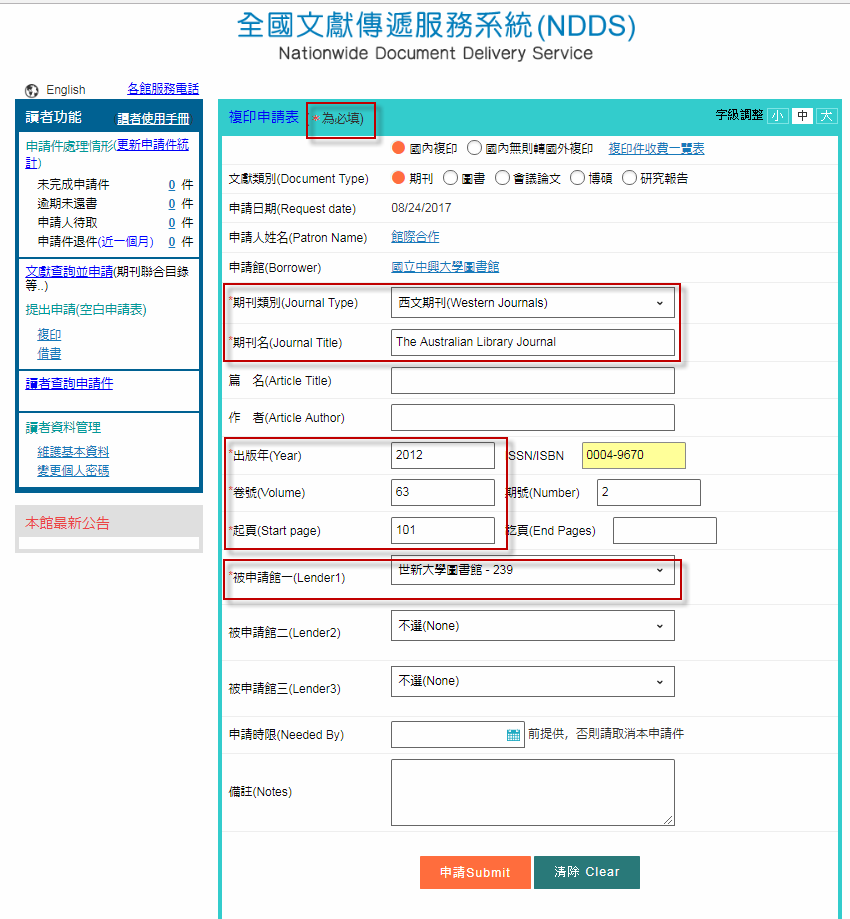 全國文獻傳遞服務系統(NDDS)
Nationwide Document Delivery Service
English 各館服務電話
讀者功能 讀者使用手冊
申請件處理情形(更新申請件統
計)
未完成申請件 0 件
逾期未還書 0 件
申請人待取 0 件
申請件退件(近一個月) 0 件
文獻查詢並申請(期刊聯合目錄
等..)
提出申請(空白申請表)
複印
借書
讀者查詢申請件
讀者資料管理
維護基本資料
變更個人密碼
本館最新公告
複印申請表 * 為必填) 字級調整 小 中 大
國內複印 國內無則轉國外複印 複印件收費一覽表
文獻類別(Document Type) 期刊 圖書 會議論文 博碩 研究報告
申請日期(Request date) 08/24/2017
申請人姓名(Patron Name) 館際合作
申請館(Borrower) 國立中興大學圖書館
*期刊類別(Journal Type) 西文期刊(Western Journals)
*期刊名(Journal Title) The Australian Library Journal
篇 名(Article Title)
作 者(Article Author)
*出版年(Year) 2012 ISSN/ISBN 0004-9670
*卷號(Volume) 63 期號(Number) 2
*起頁(Start page) 101 訖頁(End Pages)
*被申請館一(Lender1) 世新大學圖書館 - 239
被申請館二(Lender2) 不選(None)
被申請館三(Lender3) 不選(None)
申請時限(Needed By) 前提供，否則請取消本申請件
備註(Notes)
申請Submit 清除 Clear